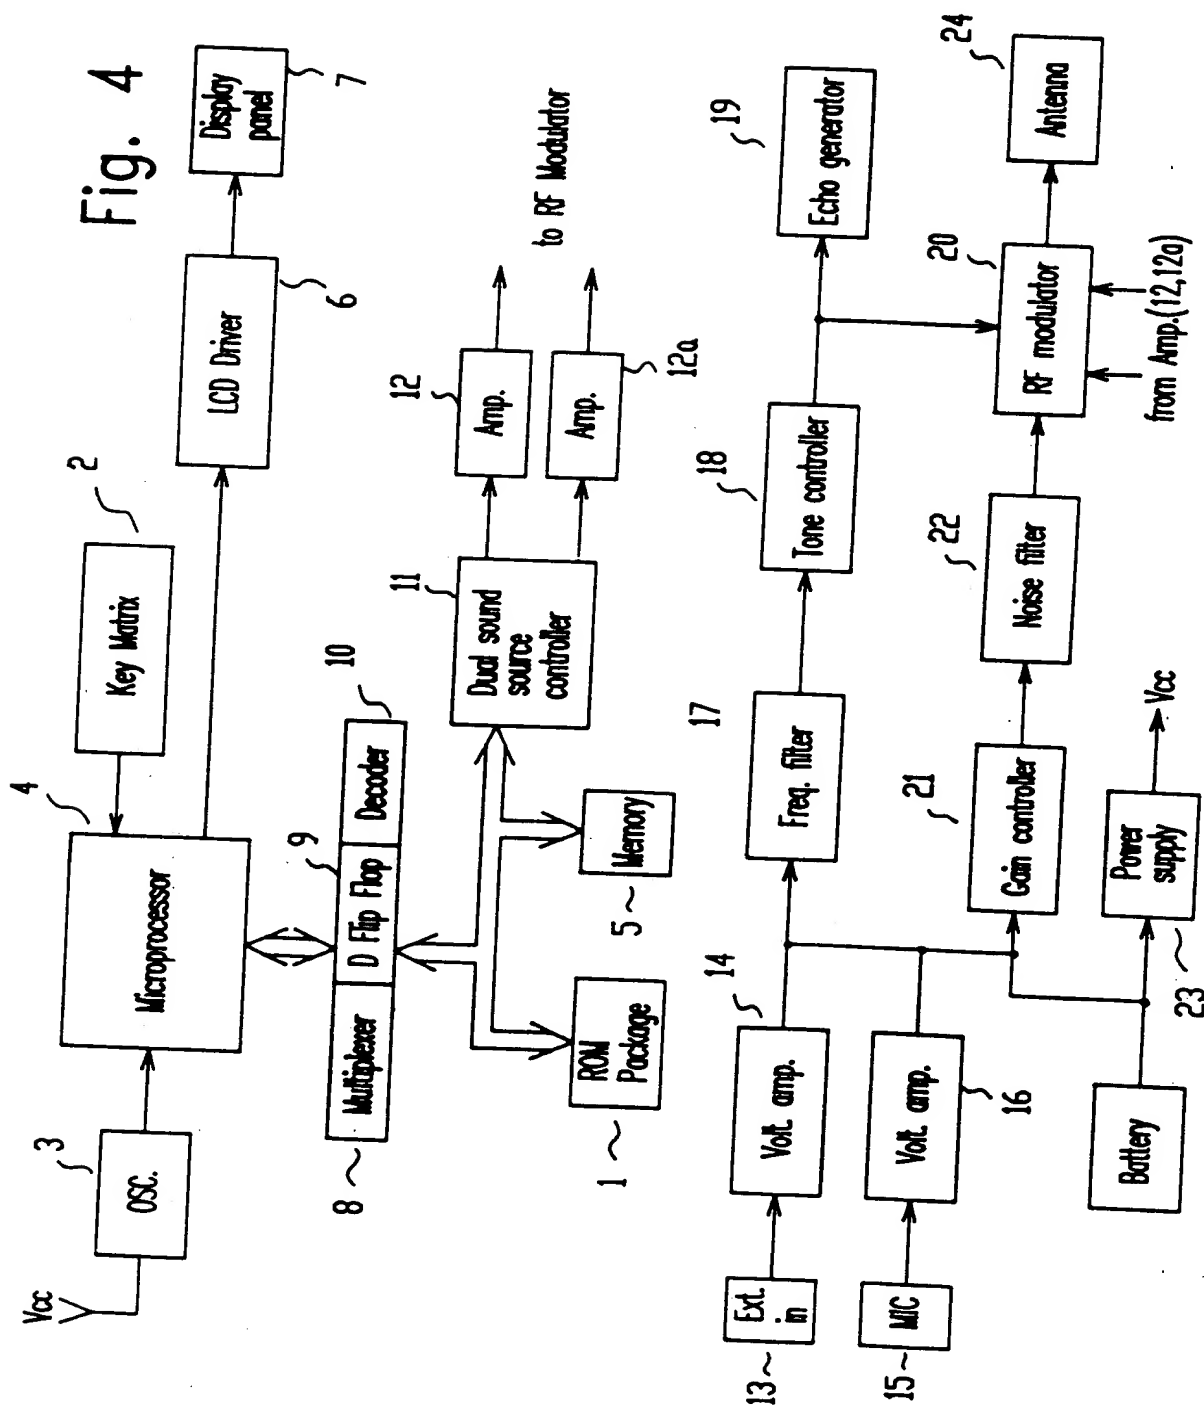 Fig. 4
Vcc
3
OSC.
4
Microprocessor
2
Key Matrix
LCD Driver
6
Display
panel
7
8
Multiplexer
D Flip Flop
9
Decoder
10
1
ROM
Package
5
Memory
11
Dual sound
source
controller
12
Amp.
Amp.
12a
to RF Modulator
13
Ext.
in
14
Volt. amp.
17
Freq. filter
18
Tone controller
19
Echo generator
15
MIC
Volt. amp.
16
21
Gain controller
22
Noise filter
20
RF modulator
24
Antenna
from Amp.(12,12a)
Battery
Power
supply
23
Vcc